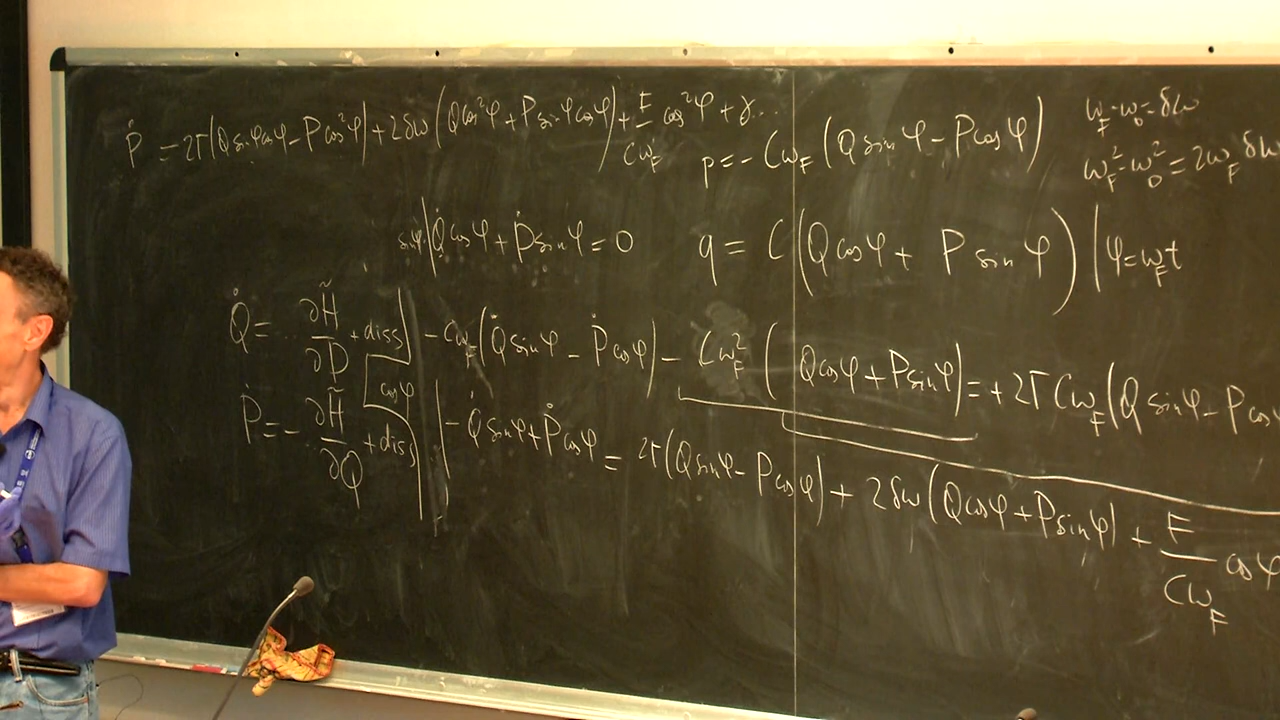 Ṗ = 2Γ(Q sinφ cosφ − P cos²φ) + 2δω (Q cos²φ + P sinφ cosφ) + F/(Cω_F) cos²φ + γ...
p = − Cω_F (Q sinφ − P cosφ)
ω_F − ω_0 = δω
ω_F² − ω_0² = 2ω_F δω
sinφ | Q̇ cosφ + Ṗ sinφ = 0
q = C (Q cosφ + P sinφ) | φ = ω_F t
Q̇ = ∂H̃/∂P + diss
− Cω_F (Q̇ sinφ − Ṗ cosφ) − Cω_F² (Q cosφ + P sinφ) = + 2Γ Cω_F (Q sinφ − P cos
cosφ
Ṗ = − ∂H̃/∂Q + diss
− Q̇ sinφ + Ṗ cosφ = 2Γ (Q sinφ − P cosφ) + 2δω (Q cosφ + P sinφ) + F/(Cω_F) cosφ